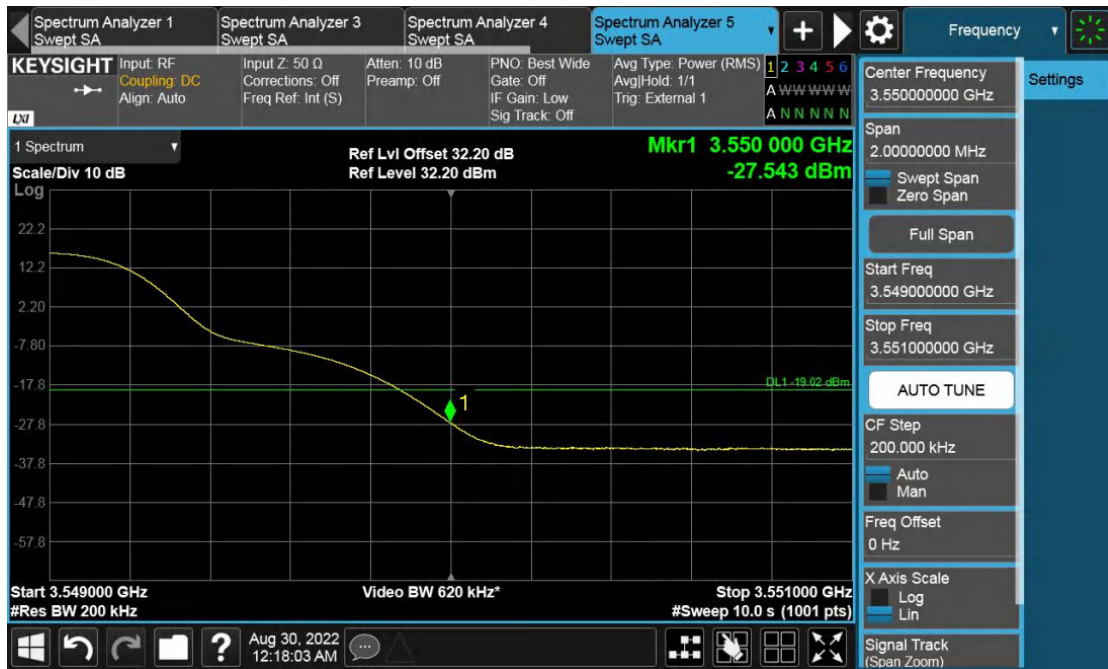 Spectrum Analyzer 1
Swept SA
Spectrum Analyzer 3
Swept SA
Spectrum Analyzer 4
Swept SA
Spectrum Analyzer 5
Swept SA
Frequency
KEYSIGHT
LXI
Input: RF
Coupling: DC
Align: Auto
Input Z: 50 Ω
Corrections: Off
Freq Ref: Int (S)
Atten: 10 dB
Preamp: Off
PNO: Best Wide
Gate: Off
IF Gain: Low
Sig Track: Off
Avg Type: Power (RMS)
Avg|Hold: 1/1
Trig: External 1
1 2 3 4 5 6
A W W W W W
A N N N N N
1 Spectrum
Scale/Div 10 dB
Ref Lvl Offset 32.20 dB
Ref Level 32.20 dBm
Mkr1 3.550 000 GHz
-27.543 dBm
Log
22.2
12.2
2.20
-7.80
-17.8
-27.8
-37.8
-47.8
-57.8
DL1 -19.02 dBm
1
Start 3.549000 GHz
#Res BW 200 kHz
Video BW 620 kHz*
Stop 3.551000 GHz
#Sweep 10.0 s (1001 pts)
Aug 30, 2022
12:18:03 AM
Center Frequency
3.550000000 GHz
Span
2.00000000 MHz
Swept Span
Zero Span
Full Span
Start Freq
3.549000000 GHz
Stop Freq
3.551000000 GHz
AUTO TUNE
CF Step
200.000 kHz
Auto
Man
Freq Offset
0 Hz
X Axis Scale
Log
Lin
Signal Track
(Span Zoom)
Settings